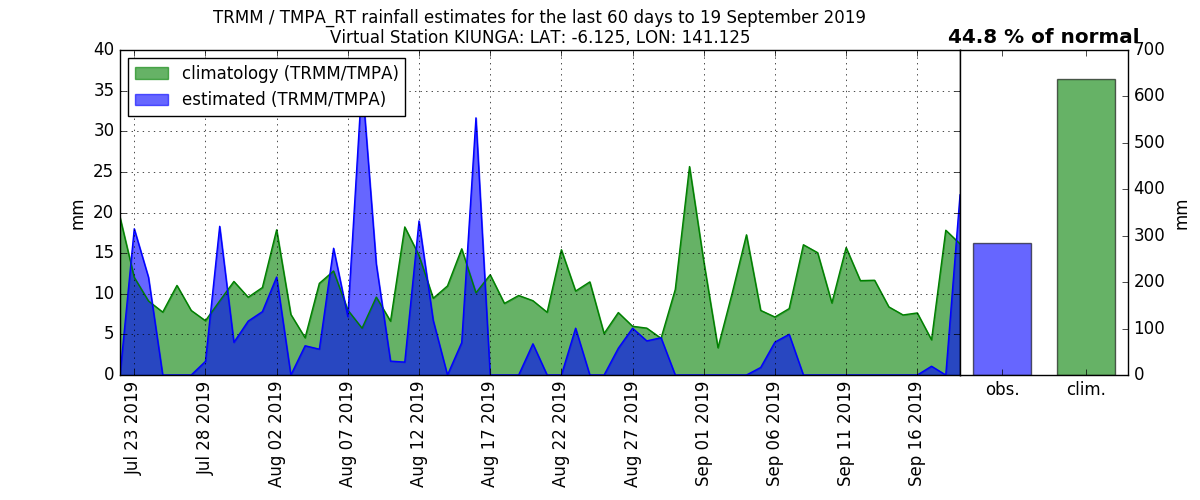 TRMM / TMPA_RT rainfall estimates for the last 60 days to 19 September 2019
Virtual Station KIUNGA: LAT: -6.125, LON: 141.125
44.8 % of normal
climatology (TRMM/TMPA)
estimated (TRMM/TMPA)
mm
40
35
30
25
20
15
10
5
0
Jul 23 2019
Jul 28 2019
Aug 02 2019
Aug 07 2019
Aug 12 2019
Aug 17 2019
Aug 22 2019
Aug 27 2019
Sep 01 2019
Sep 06 2019
Sep 11 2019
Sep 16 2019
obs.
clim.
700
600
500
400
300
200
100
0
mm